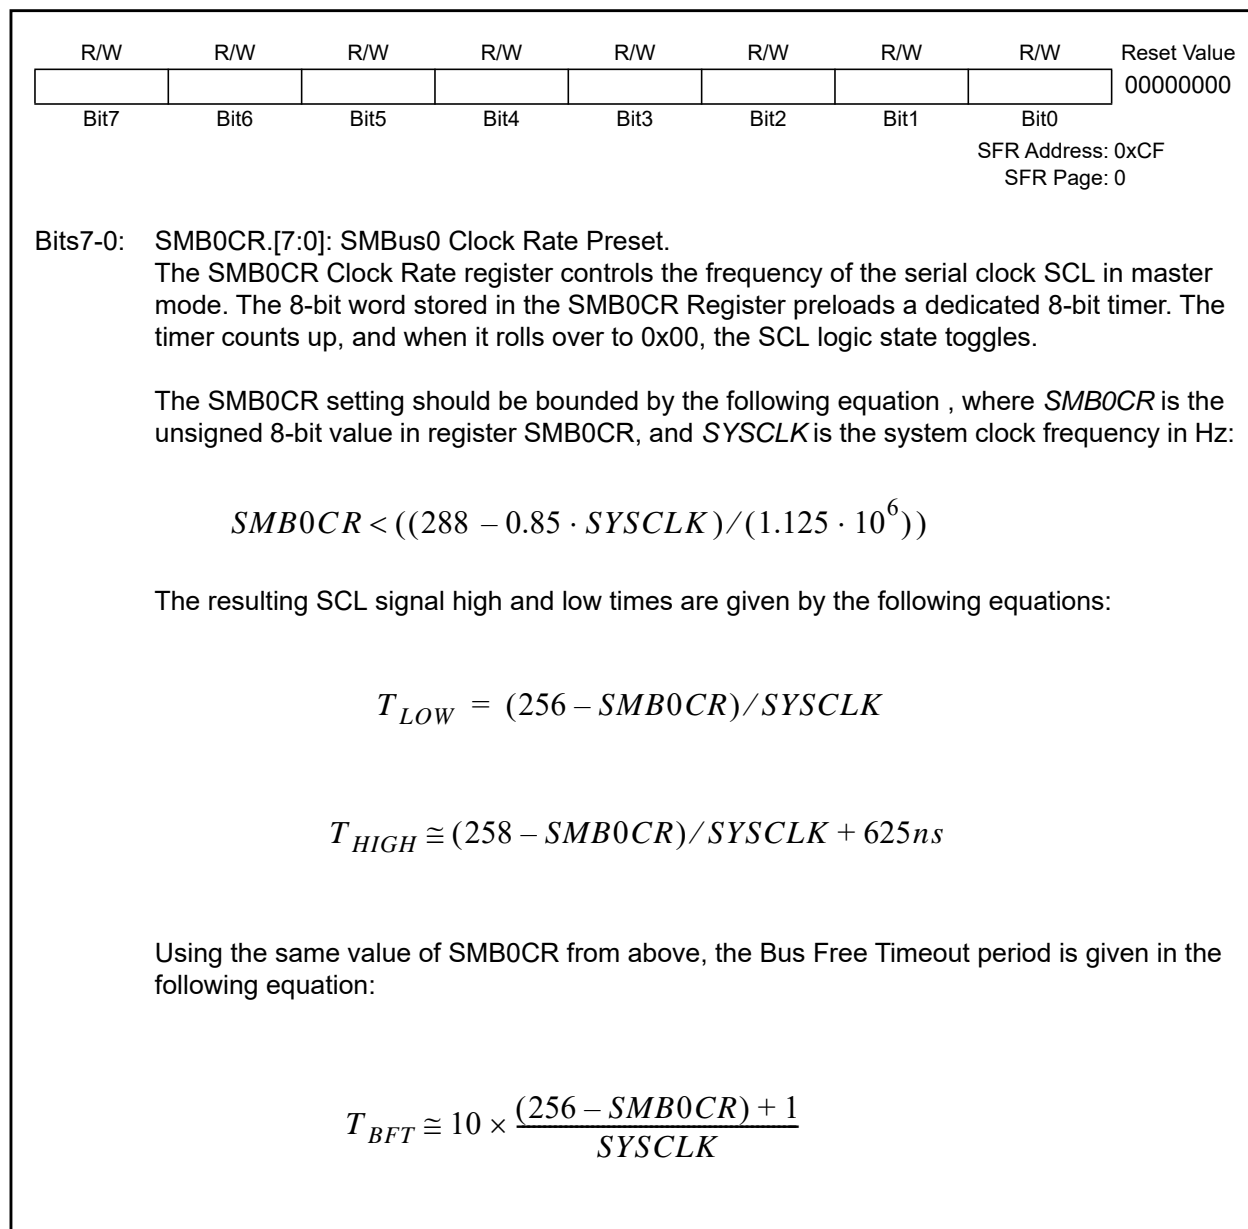 R/W R/W R/W R/W R/W R/W R/W R/W Reset Value
00000000
Bit7 Bit6 Bit5 Bit4 Bit3 Bit2 Bit1 Bit0
SFR Address: 0xCF
SFR Page: 0
Bits7-0: SMB0CR.[7:0]: SMBus0 Clock Rate Preset.
The SMB0CR Clock Rate register controls the frequency of the serial clock SCL in master
mode. The 8-bit word stored in the SMB0CR Register preloads a dedicated 8-bit timer. The
timer counts up, and when it rolls over to 0x00, the SCL logic state toggles.
The SMB0CR setting should be bounded by the following equation , where SMB0CR is the
unsigned 8-bit value in register SMB0CR, and SYSCLK is the system clock frequency in Hz:
SMB0CR < ((288 – 0.85 · SYSCLK)/(1.125 · 10^6))
The resulting SCL signal high and low times are given by the following equations:
T_LOW = (256 – SMB0CR)/SYSCLK
T_HIGH ≅ (258 – SMB0CR)/SYSCLK + 625ns
Using the same value of SMB0CR from above, the Bus Free Timeout period is given in the
following equation:
T_BFT ≅ 10 × (256 – SMB0CR) + 1
SYSCLK